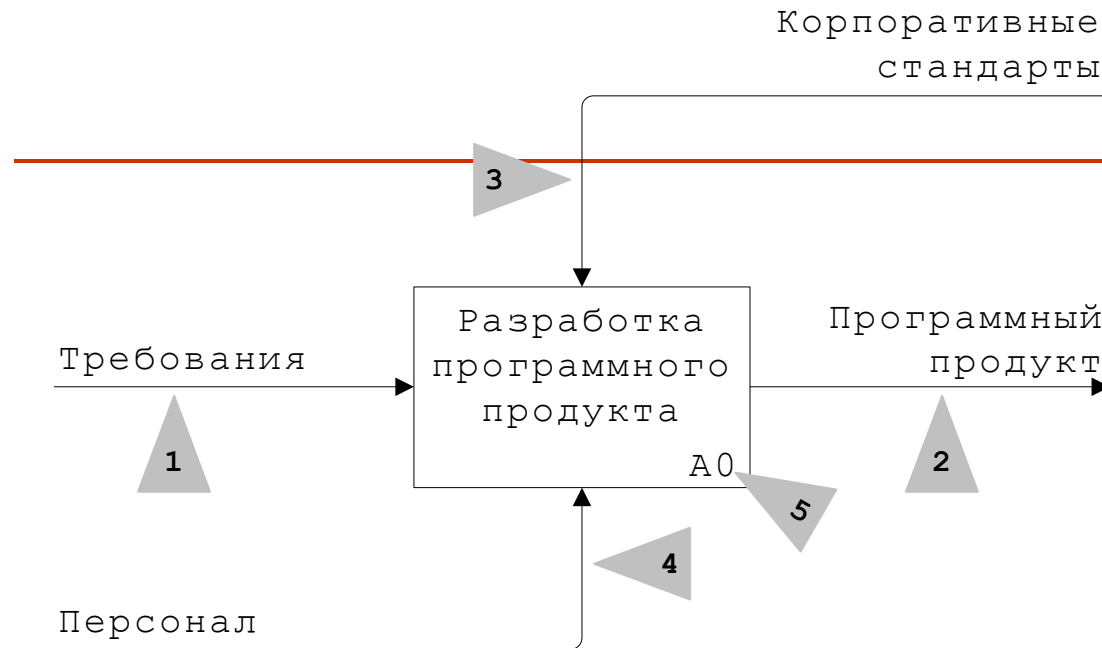 Корпоративные
стандарты
3
Разработка
программного
продукта
A0
Требования
Программный
продукт
1
2
5
4
Персонал